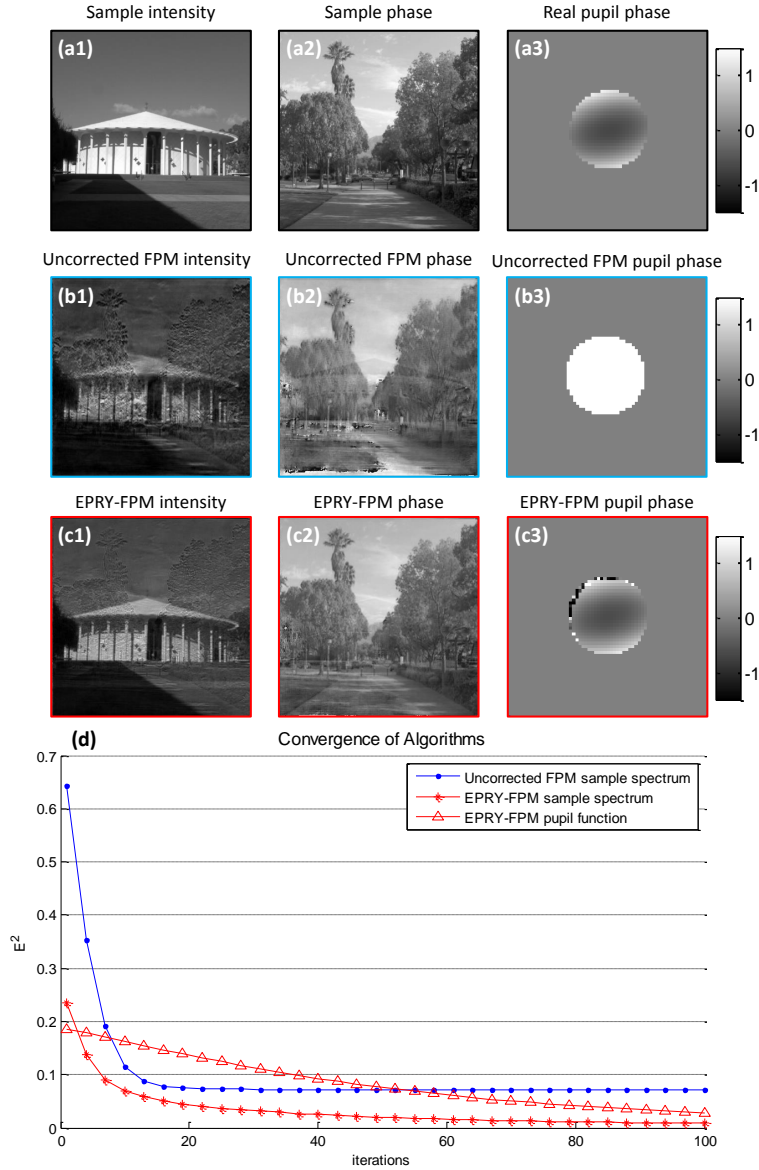 Sample intensity
Sample phase
Real pupil phase
(a1)
(a2)
(a3)
1
0
-1
Uncorrected FPM intensity
Uncorrected FPM phase
Uncorrected FPM pupil phase
(b1)
(b2)
(b3)
1
0
-1
EPRY-FPM intensity
EPRY-FPM phase
EPRY-FPM pupil phase
(c1)
(c2)
(c3)
1
0
-1
(d)
Convergence of Algorithms
Uncorrected FPM sample spectrum
EPRY-FPM sample spectrum
EPRY-FPM pupil function
0.7
0.6
0.5
0.4
0.3
0.2
0.1
0
E²
0 20 40 60 80 100
iterations